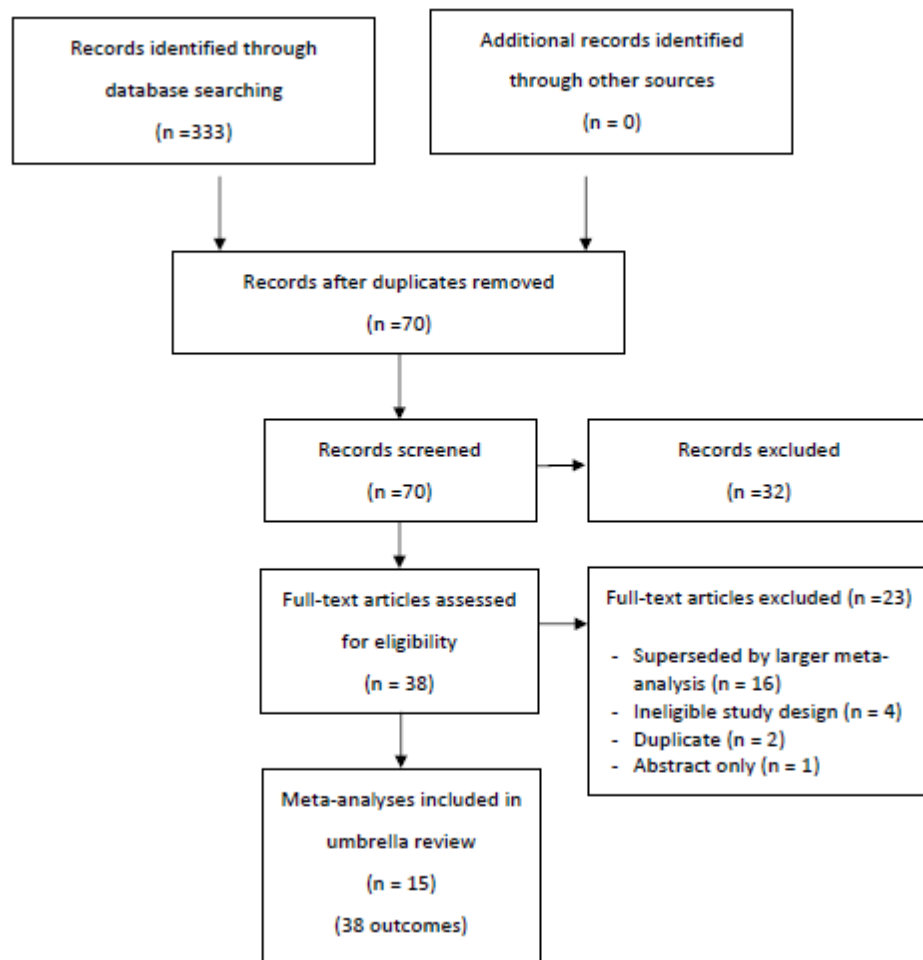 Records identified through
database searching
(n =333)
Additional records identified
through other sources
(n = 0)
Records after duplicates removed
(n =70)
Records screened
(n =70)
Records excluded
(n =32)
Full-text articles assessed
for eligibility
(n = 38)
Full-text articles excluded (n =23)
- Superseded by larger meta-
analysis (n = 16)
- Ineligible study design (n = 4)
- Duplicate (n = 2)
- Abstract only (n = 1)
Meta-analyses included in
umbrella review
(n = 15)
(38 outcomes)